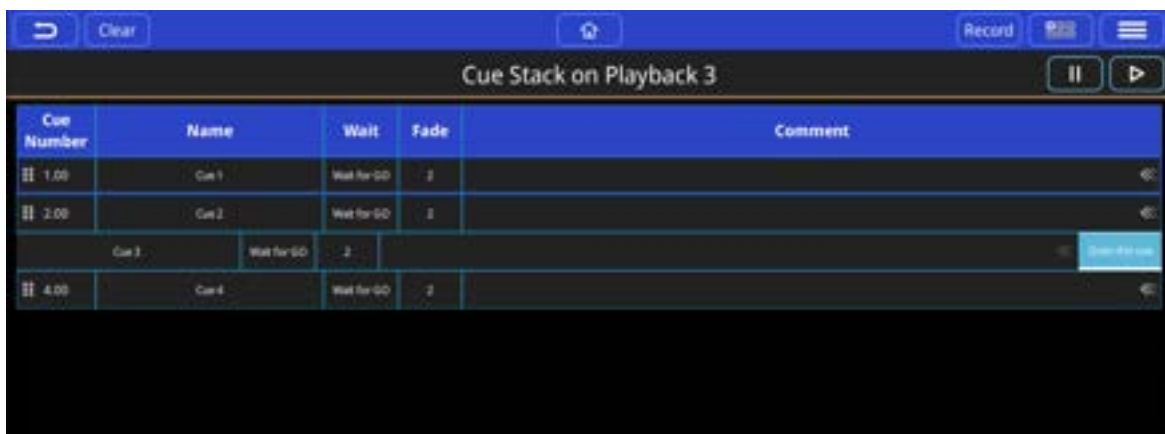 Clear Record
Cue Stack on Playback 3
Cue Number Name Wait Fade Comment
1.00 Cue 1 Wait for GO 2
2.00 Cue 2 Wait for GO 2
Cue 3 Wait for GO 2
4.00 Cue 4 Wait for GO 2